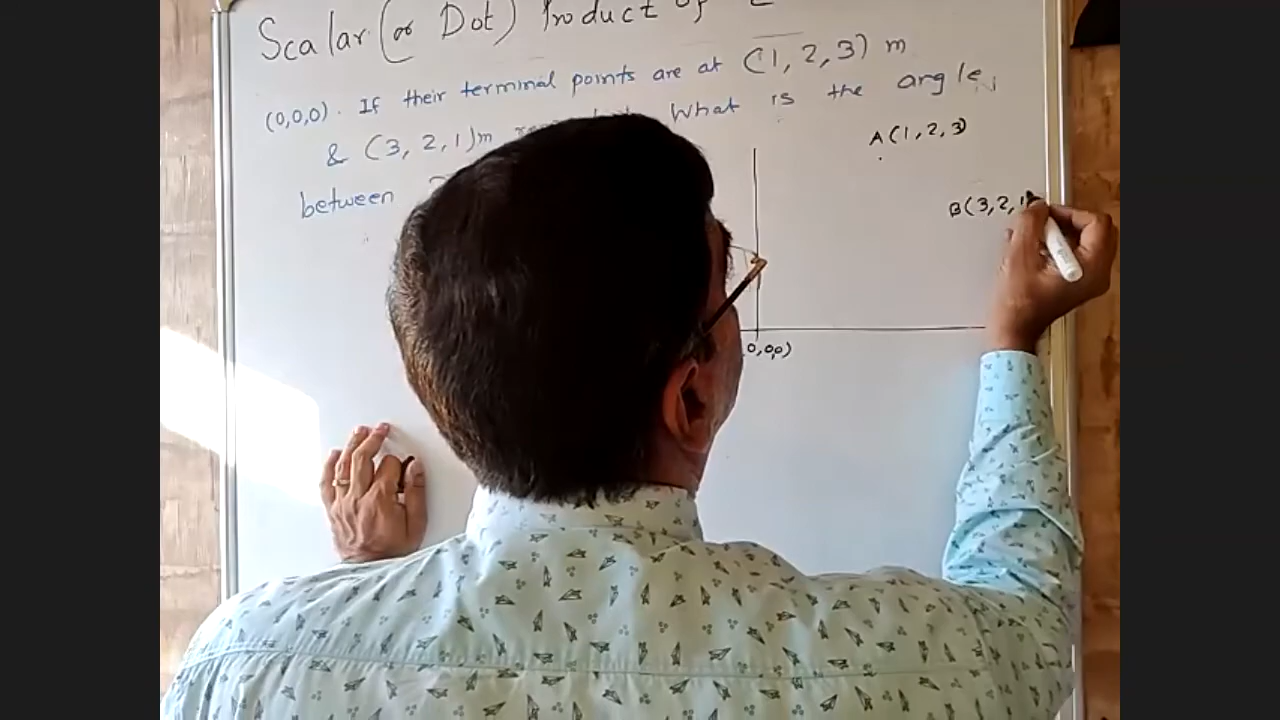 Scalar (or Dot) Product of
(0,0,0). If their terminal points are at (1, 2, 3) m
& (3, 2, 1)m What is the angle
between
A(1, 2, 3)
B(3, 2, 1
0,0,0)